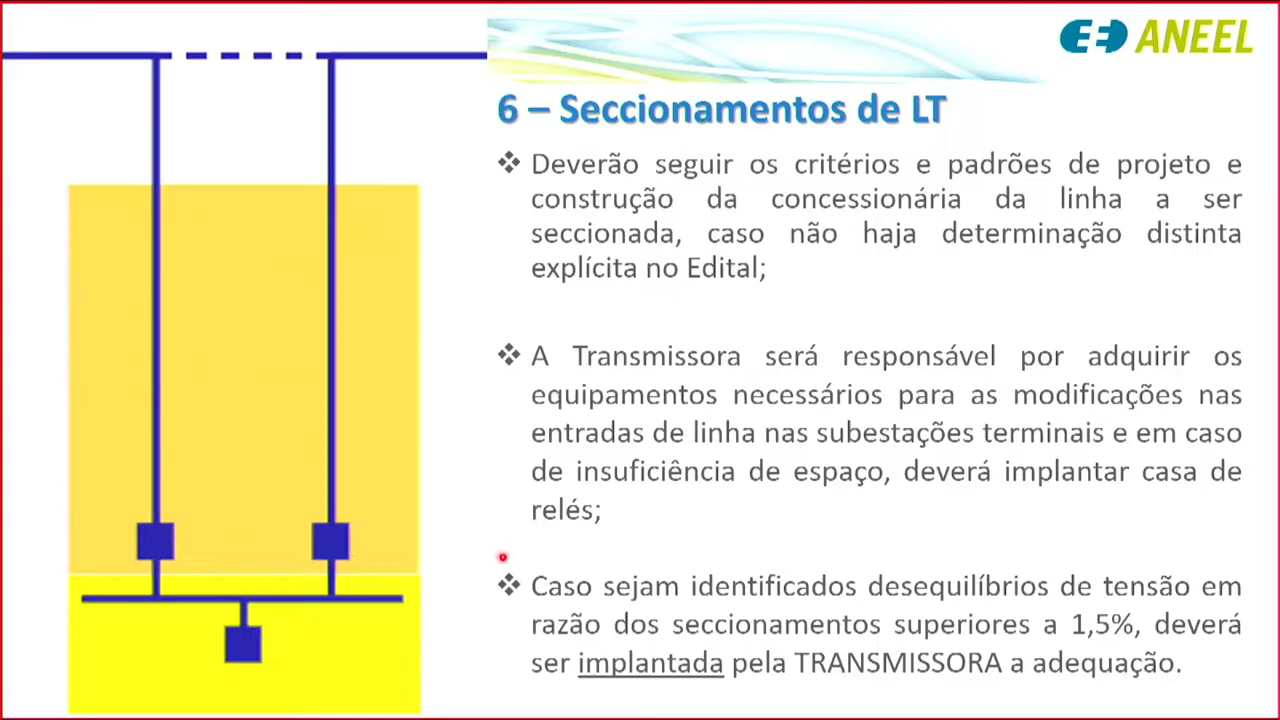 ANEEL
6 – Seccionamentos de LT
❖ Deverão seguir os critérios e padrões de projeto e
construção da concessionária da linha a ser
seccionada, caso não haja determinação distinta
explícita no Edital;
❖ A Transmissora será responsável por adquirir os
equipamentos necessários para as modificações nas
entradas de linha nas subestações terminais e em caso
de insuficiência de espaço, deverá implantar casa de
relés;
❖ Caso sejam identificados desequilíbrios de tensão em
razão dos seccionamentos superiores a 1,5%, deverá
ser implantada pela TRANSMISSORA a adequação.